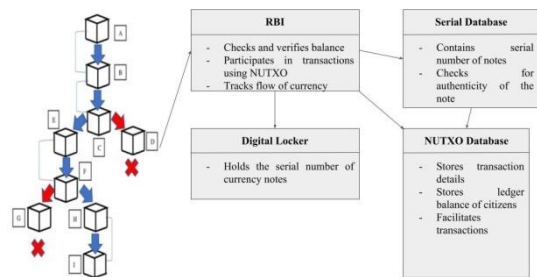 A
B
E
C
D
F
G
H
I
RBI
- Checks and verifies balance
- Participates in transactions
using NUTXO
- Tracks flow of currency
Serial Database
- Contains serial
number of notes
- Checks for
authenticity of the
note
Digital Locker
- Holds the serial number of
currency notes
NUTXO Database
- Stores transaction
details
- Stores ledger
balance of citizens
- Facilitates
transactions